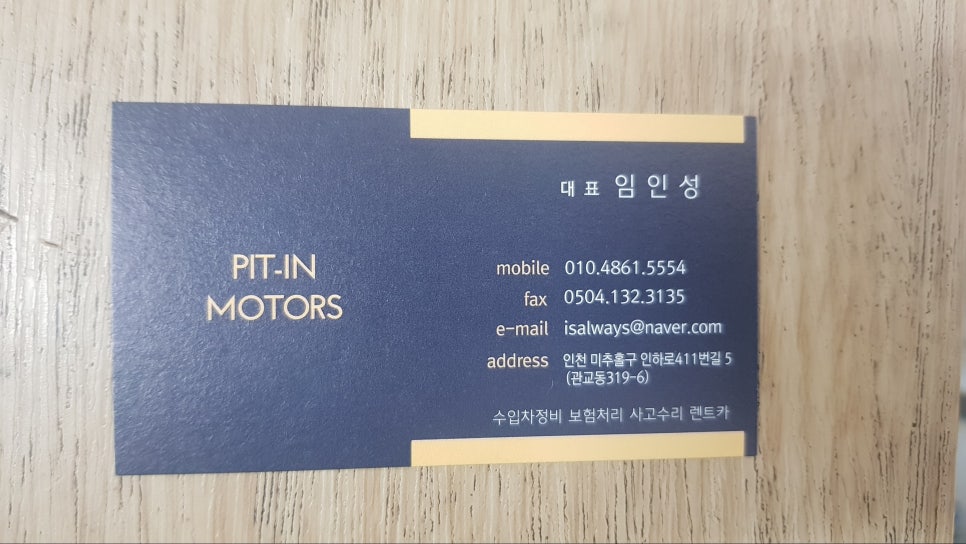 PIT-IN
MOTORS
대표 임인성
mobile 010.4861.5554
fax 0504.132.3135
e-mail isalways@naver.com
address 인천 미추홀구 인하로411번길 5
(관교동319-6)
수입차정비 보험처리 사고수리 렌트카